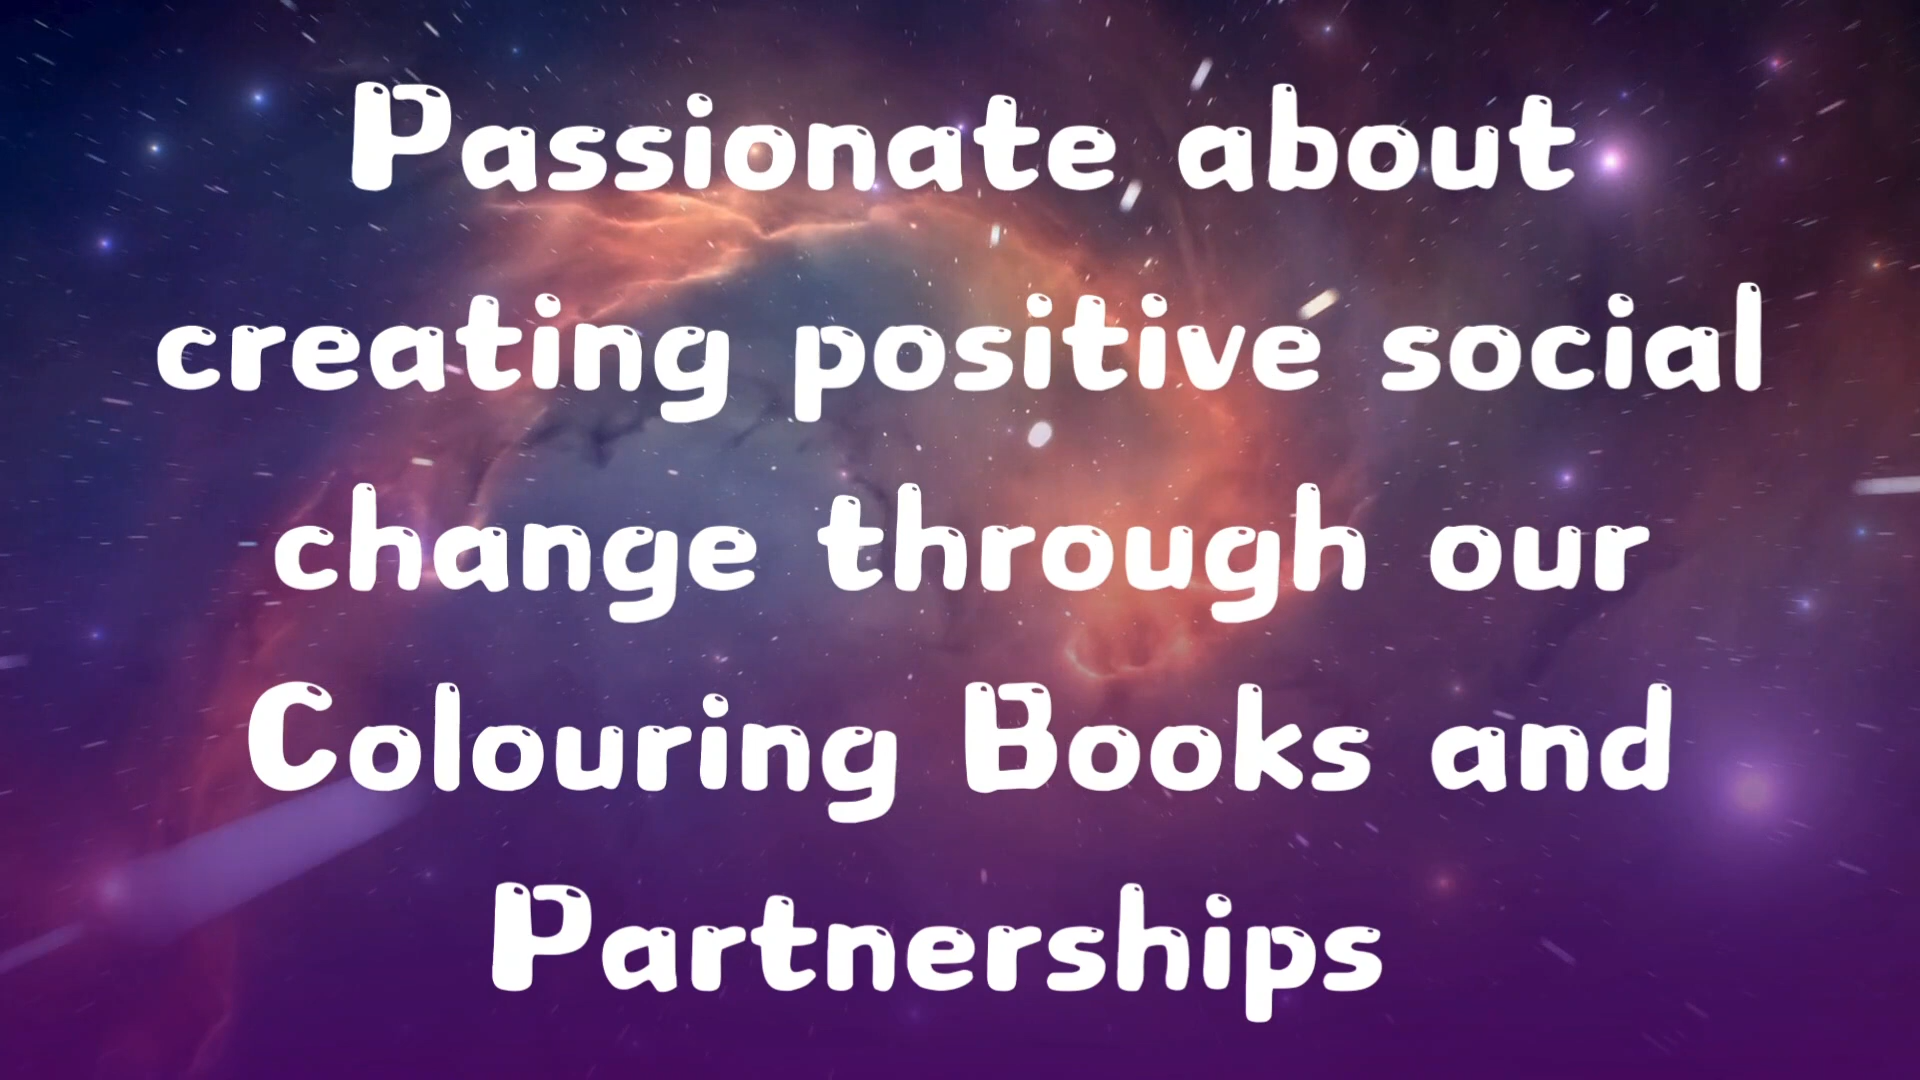 Passionate about
creating positive social
change through our
Colouring Books and
Partnerships